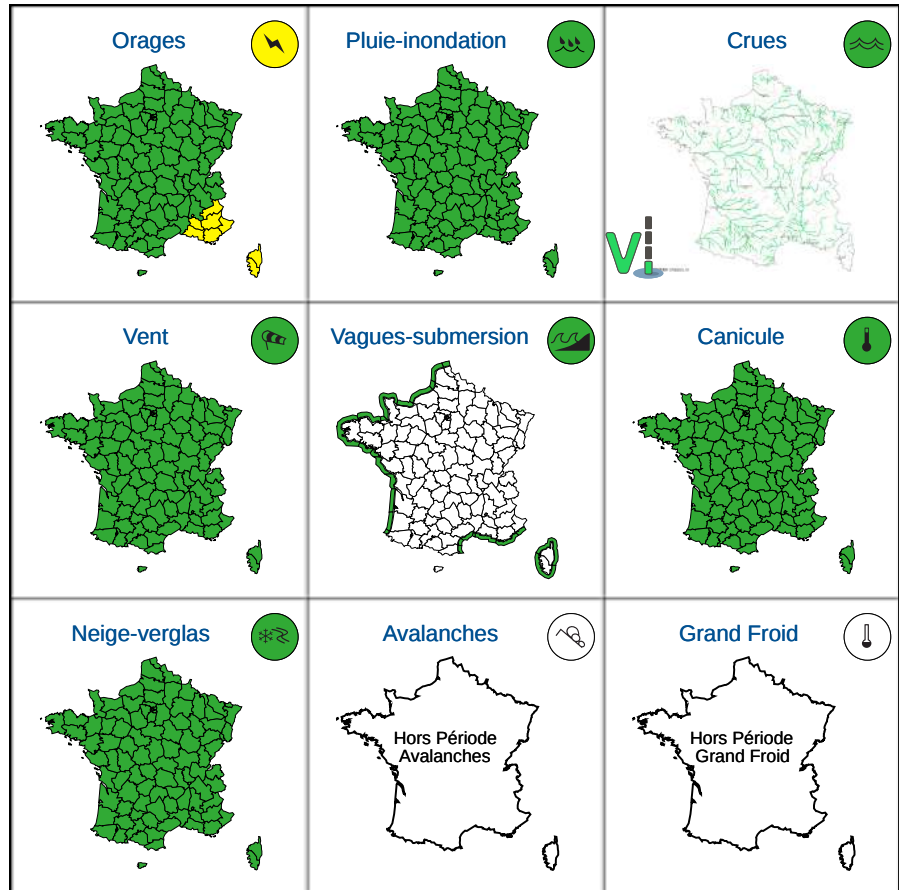 Orages
Pluie-inondation
Crues
Vent
Vagues-submersion
Canicule
Neige-verglas
Avalanches
Hors Période
Avalanches
Grand Froid
Hors Période
Grand Froid